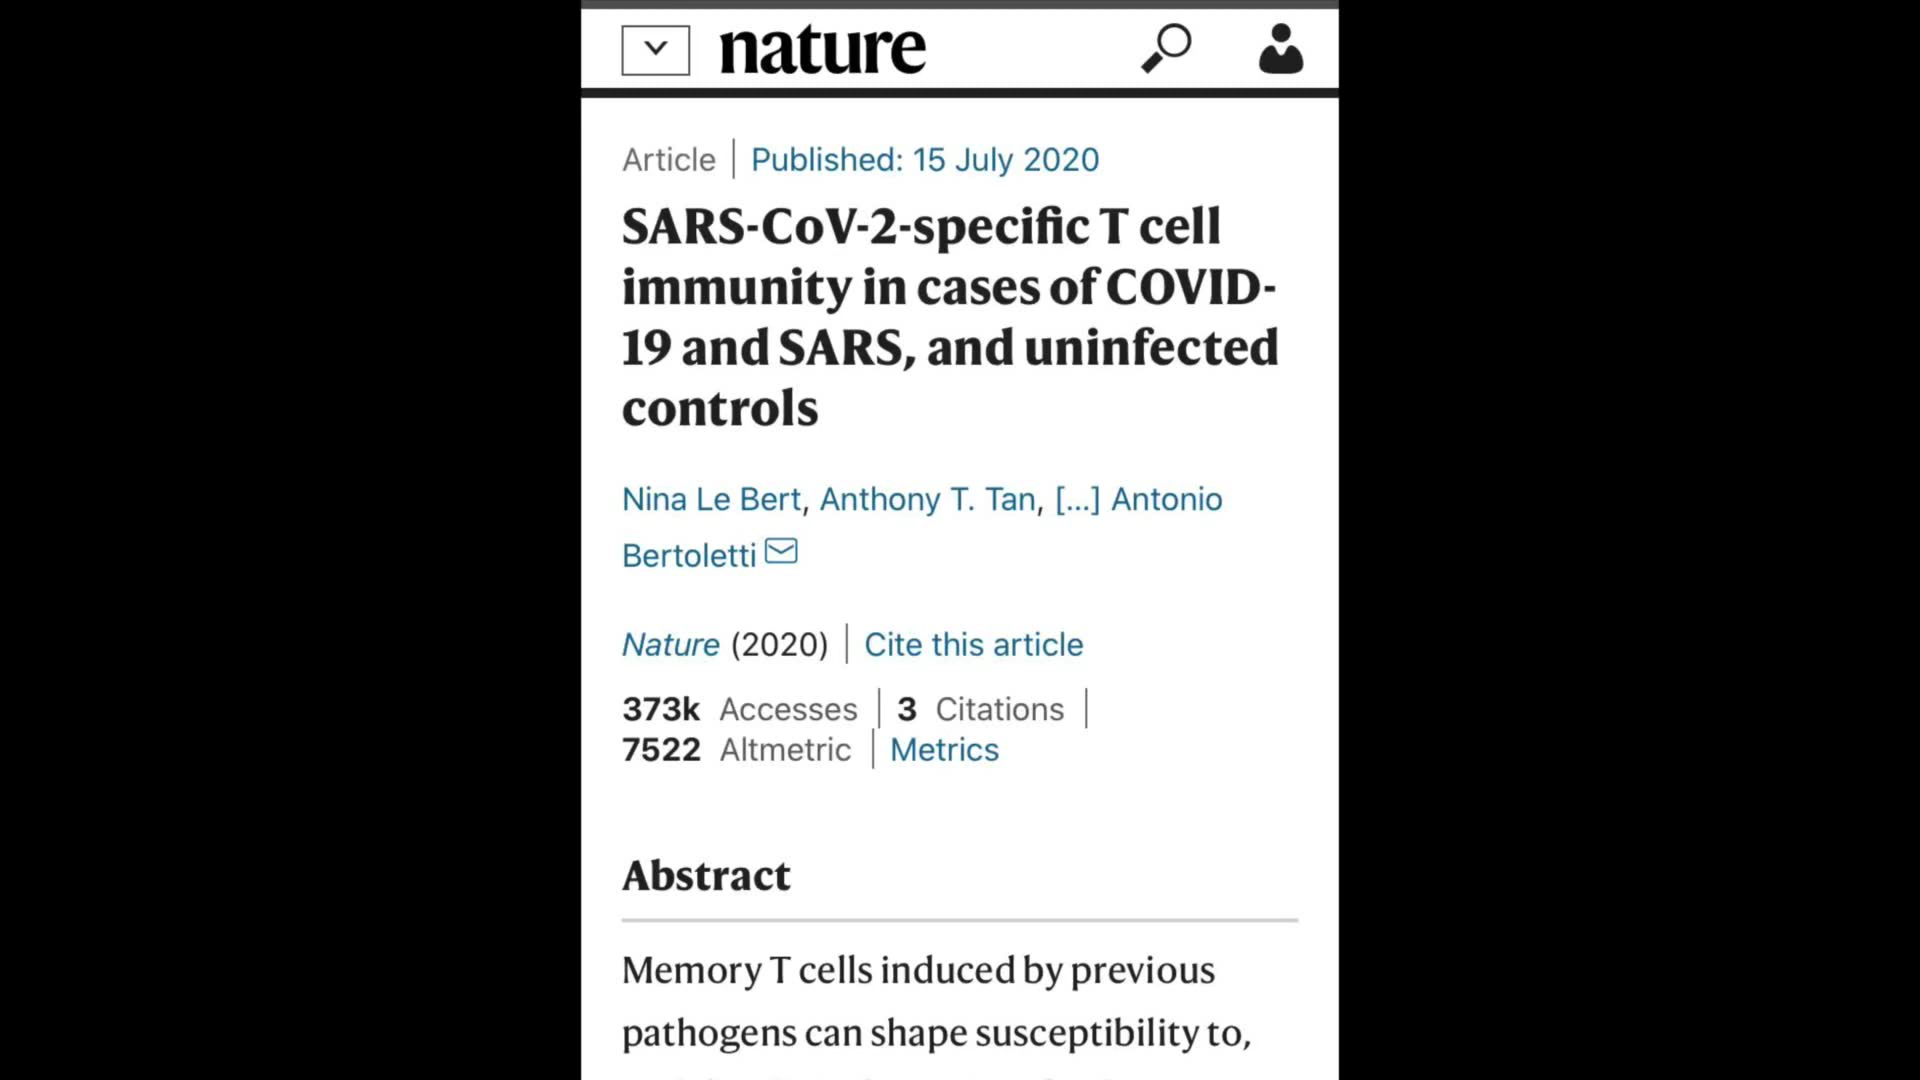 nature
Article | Published: 15 July 2020
SARS-CoV-2-specific T cell
immunity in cases of COVID-
19 and SARS, and uninfected
controls
Nina Le Bert, Anthony T. Tan, [...] Antonio
Bertoletti
Nature (2020) | Cite this article
373k Accesses | 3 Citations |
7522 Altmetric | Metrics
Abstract
Memory T cells induced by previous
pathogens can shape susceptibility to,